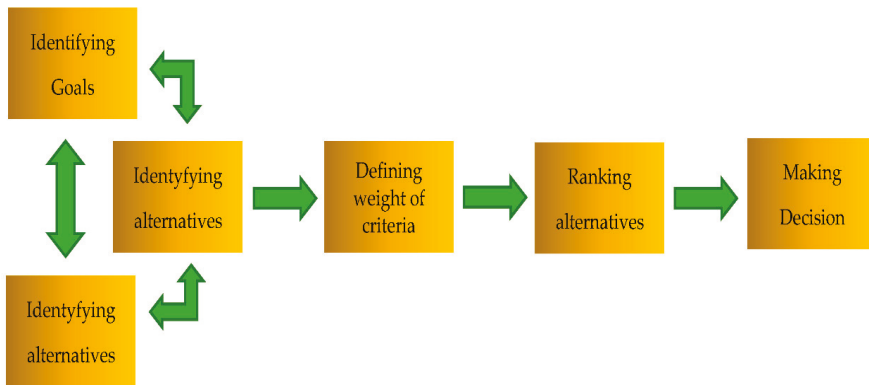 Identifying
Goals
Identyfying
alternatives
Identyfying
alternatives
Defining
weight of
criteria
Ranking
alternatives
Making
Decision